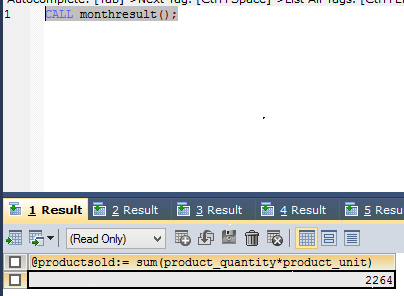 Autocomplete: [Tab]->Next Tag. [Ctrl+Space]->List All Tags. [Ctrl+E
1 CALL monthresult();
1 Result 2 Result 3 Result 4 Result 5 Resu
(Read Only)
@productsold:= sum(product_quantity*product_unit)
2264